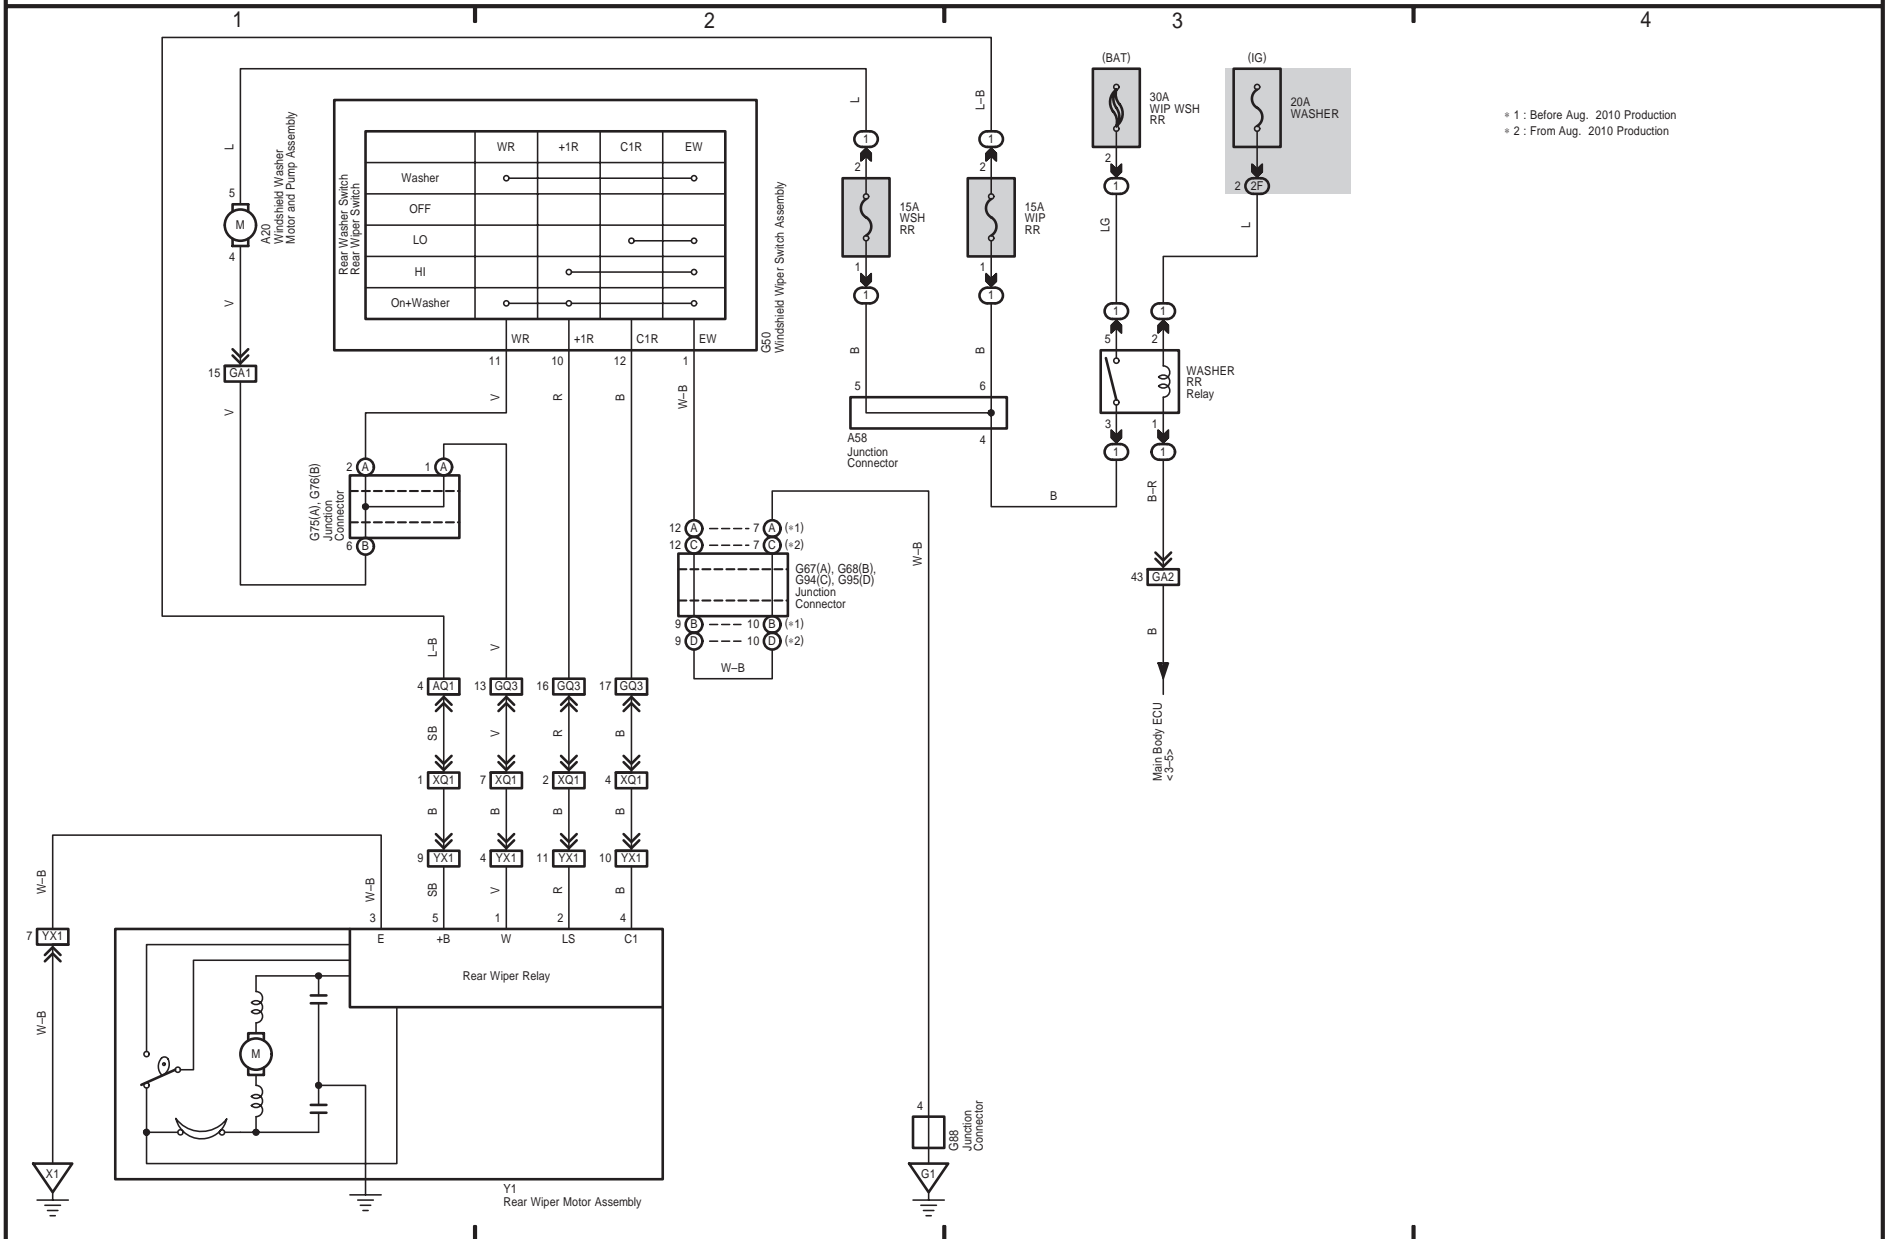 1 2 3 4
(BAT)
30A
WIP WSH
RR
(IG)
20A
WASHER
∗ 1 : Before Aug. 2010 Production
∗ 2 : From Aug. 2010 Production
L
5
M
4
A20
Windshield Washer
Motor and Pump Assembly
V
15 GA1
V
Rear Washer Switch
Rear Wiper Switch
WR +1R C1R EW
Washer
OFF
LO
HI
On+Washer
WR +1R C1R EW
11 10 12 1
G50
Windshield Wiper Switch Assembly
V R B W–B
L
1
2
15A
WSH
RR
1
1
B
5
L–B
1
2
15A
WIP
RR
1
1
B
6
4
A58
Junction
Connector
B
2
1
LG
1
5
3
1
2 2F
L
1
2
1
1
WASHER
RR
Relay
B–R
43 GA2
B
Main Body ECU
<3–5>
2 A 1 A
G75(A), G76(B)
Junction
Connector
6 B
12 A 7 A (∗1)
12 C 7 C (∗2)
G67(A), G68(B),
G94(C), G95(D)
Junction
Connector
9 B 10 B (∗1)
9 D 10 D (∗2)
W–B
W–B
L–B V
4 AQ1 13 GQ3 16 GQ3 17 GQ3
SB V R B
1 XQ1 7 XQ1 2 XQ1 4 XQ1
B B B B
9 YX1 4 YX1 11 YX1 10 YX1
W–B W–B SB V R B
3 5 1 2 4
7 YX1
E +B W LS C1
Rear Wiper Relay
W–B
M
X1
Y1
Rear Wiper Motor Assembly
4
G88
Junction
Connector
G1